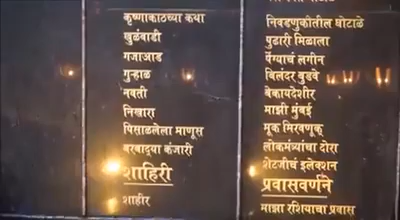 कृष्णाकाठच्या कथा
खुळंवाडी
गजाआड
गुऱ्हाळ
नवती
निखारा
पिसाळलेला माणूस
बरबाद्या कंजारी
शाहिरी
शाहीर
निवडणुकीतील घोटाळे
पुढारी मिळाला
पेंग्याचं लगीन
बिलंदर बुडवे
बेकायदेशीर
माझी मुंबई
मूक मिरवणूक
लोकमंत्र्यांचा दौरा
शेटजीचं इलेक्शन
प्रवासवर्णने
माझा रशियाचा प्रवास